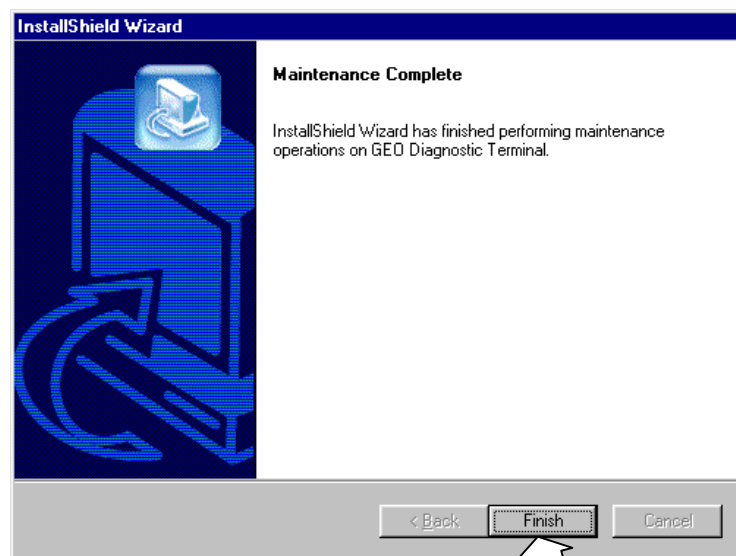 InstallShield Wizard
Maintenance Complete
InstallShield Wizard has finished performing maintenance
operations on GEO Diagnostic Terminal.
< Back
Finish
Cancel